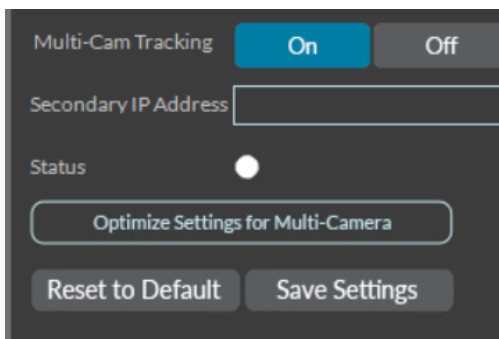 Multi-Cam Tracking On Off
Secondary IP Address
Status
Optimize Settings for Multi-Camera
Reset to Default Save Settings